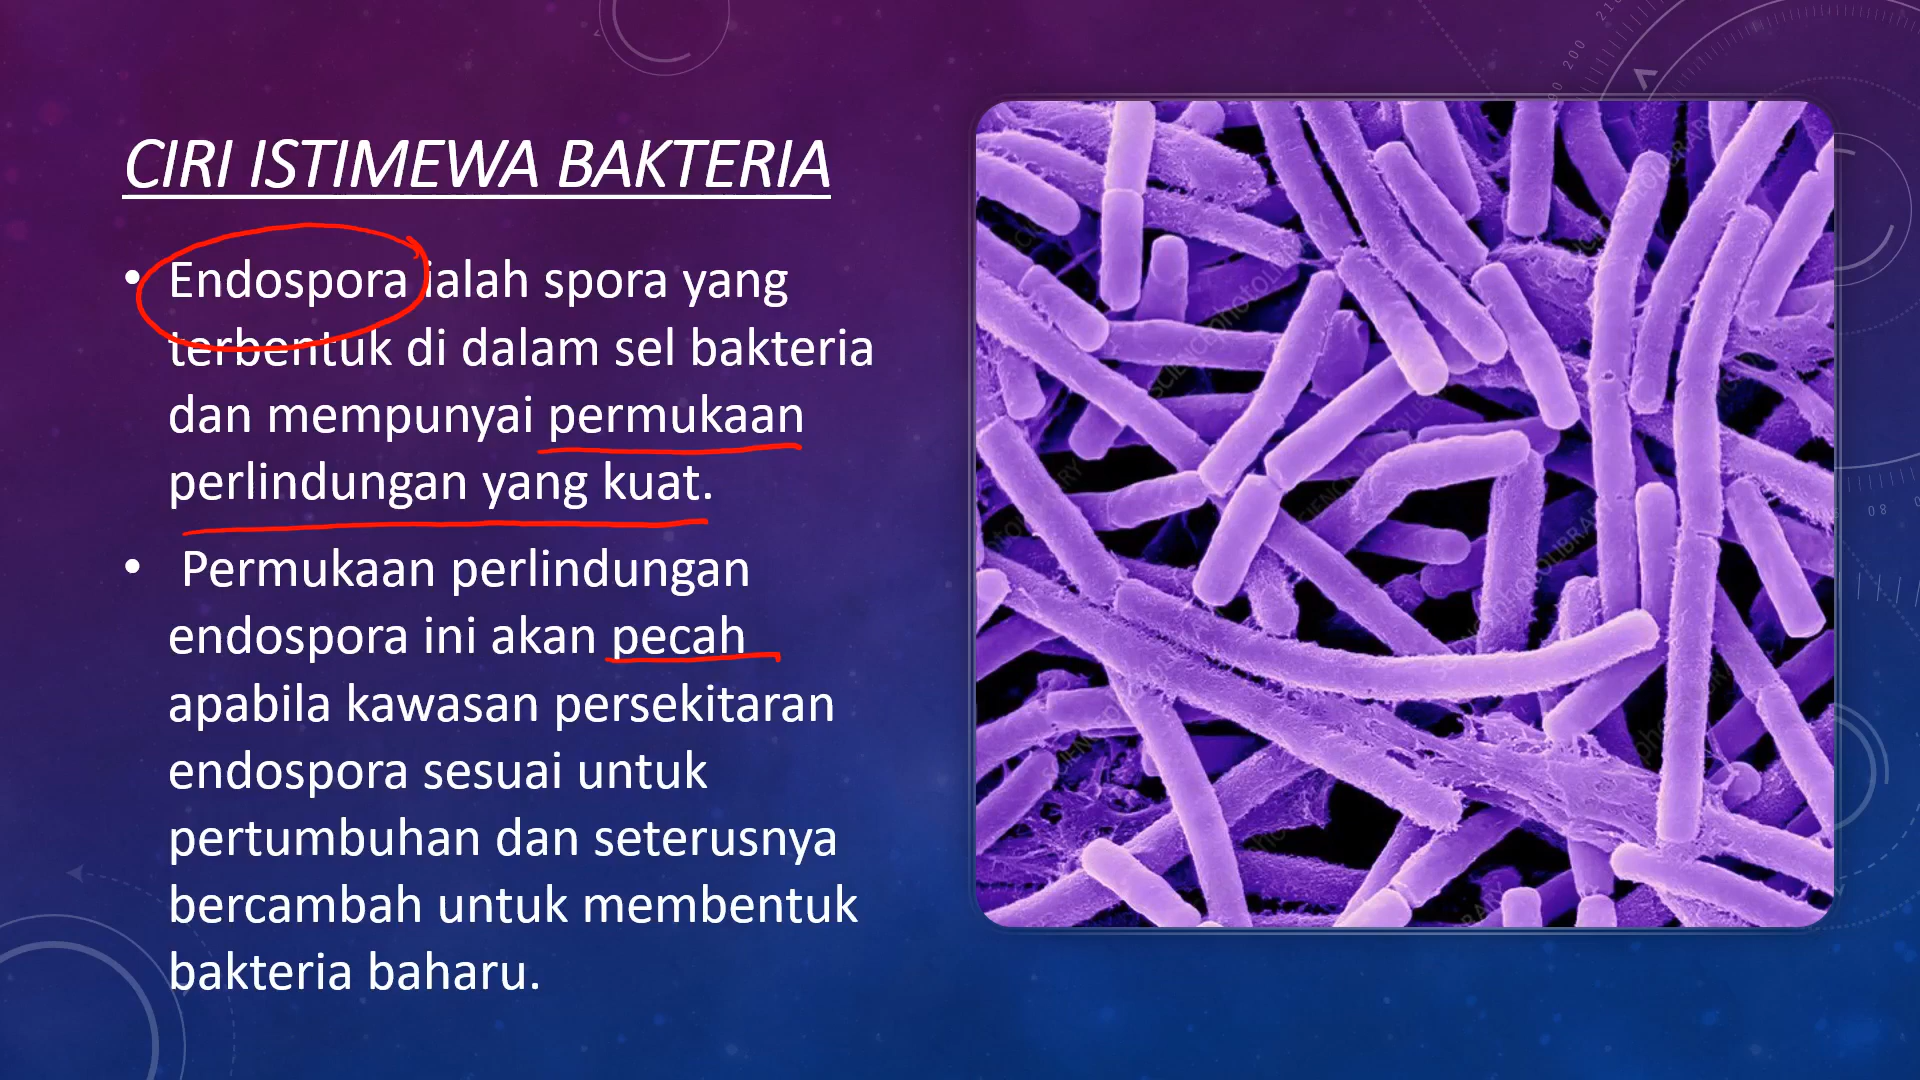 CIRI ISTIMEWA BAKTERIA
• Endospora ialah spora yang
terbentuk di dalam sel bakteria
dan mempunyai permukaan
perlindungan yang kuat.
• Permukaan perlindungan
endospora ini akan pecah
apabila kawasan persekitaran
endospora sesuai untuk
pertumbuhan dan seterusnya
bercambah untuk membentuk
bakteria baharu.
200
80